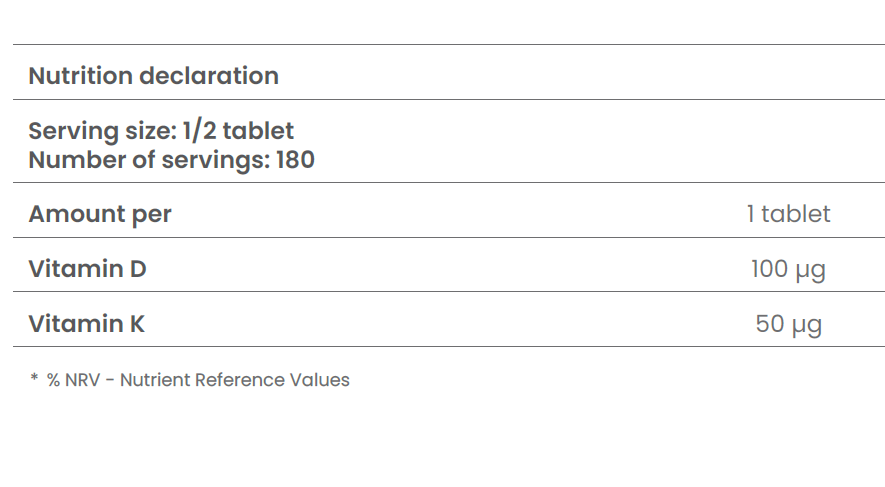 Nutrition declaration
Serving size: 1/2 tablet
Number of servings: 180
Amount per 1 tablet
Vitamin D 100 µg
Vitamin K 50 µg
* % NRV - Nutrient Reference Values